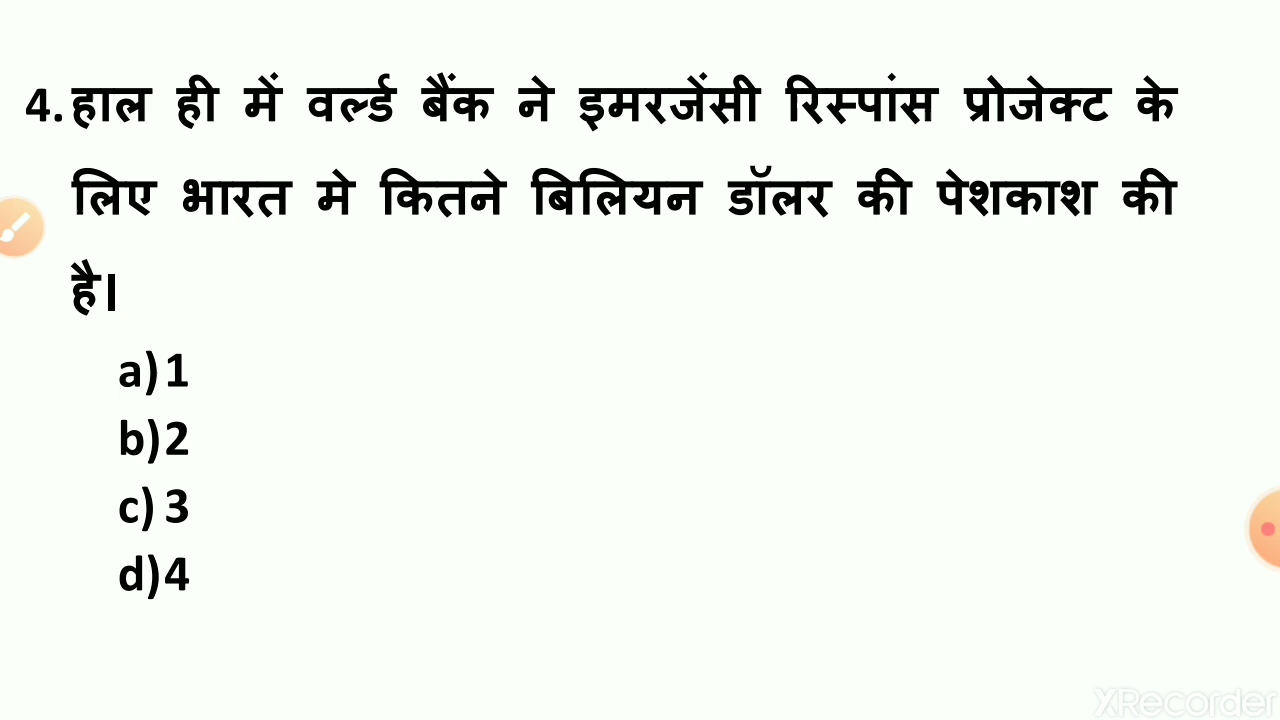 4. हाल ही में वर्ल्ड बैंक ने इमरजेंसी रिस्पांस प्रोजेक्ट के
लिए भारत मे कितने बिलियन डॉलर की पेशकाश की
है।
a) 1
b) 2
c) 3
d) 4
XRecorder